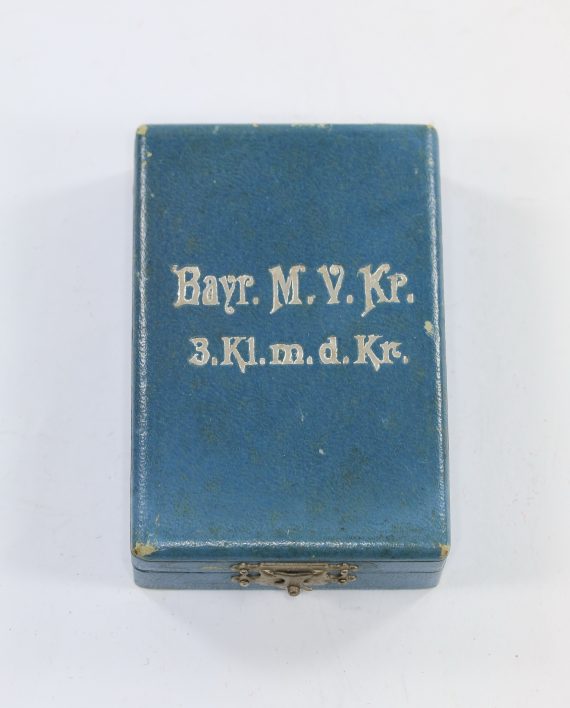 Bayr. M. V. Kr.
3. Kl. m. d. Kr.